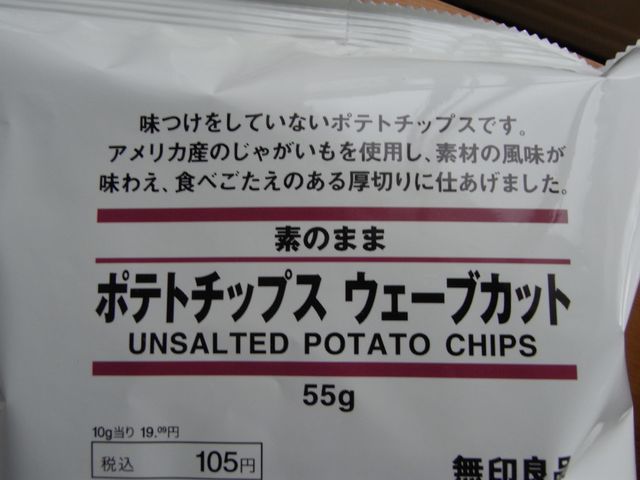 味つけをしていないポテトチップスです。
アメリカ産のじゃがいもを使用し、素材の風味が
味わえ、食べごたえのある厚切りに仕あげました。
素のまま
ポテトチップス ウェーブカット
UNSALTED POTATO CHIPS
55g
10g当り 19.09円
税込 105円
無印良品